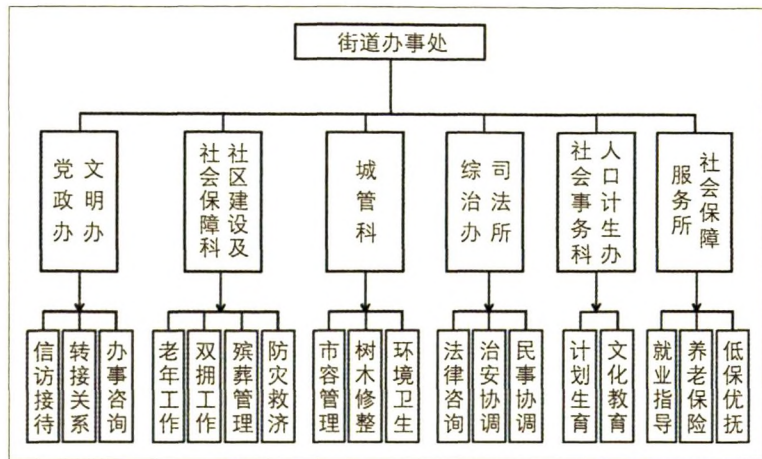 街道办事处
文明办
党政办
社区建设及
社会保障科
城管科
司法所
综治办
人口计生办
社会事务科
社会保障
服务所
信访接待
转接关系
办事咨询
老年工作
双拥工作
殡葬管理
防灾救济
市容管理
树木修整
环境卫生
法律咨询
治安协调
民事协调
计划生育
文化教育
就业指导
养老保险
低保优抚